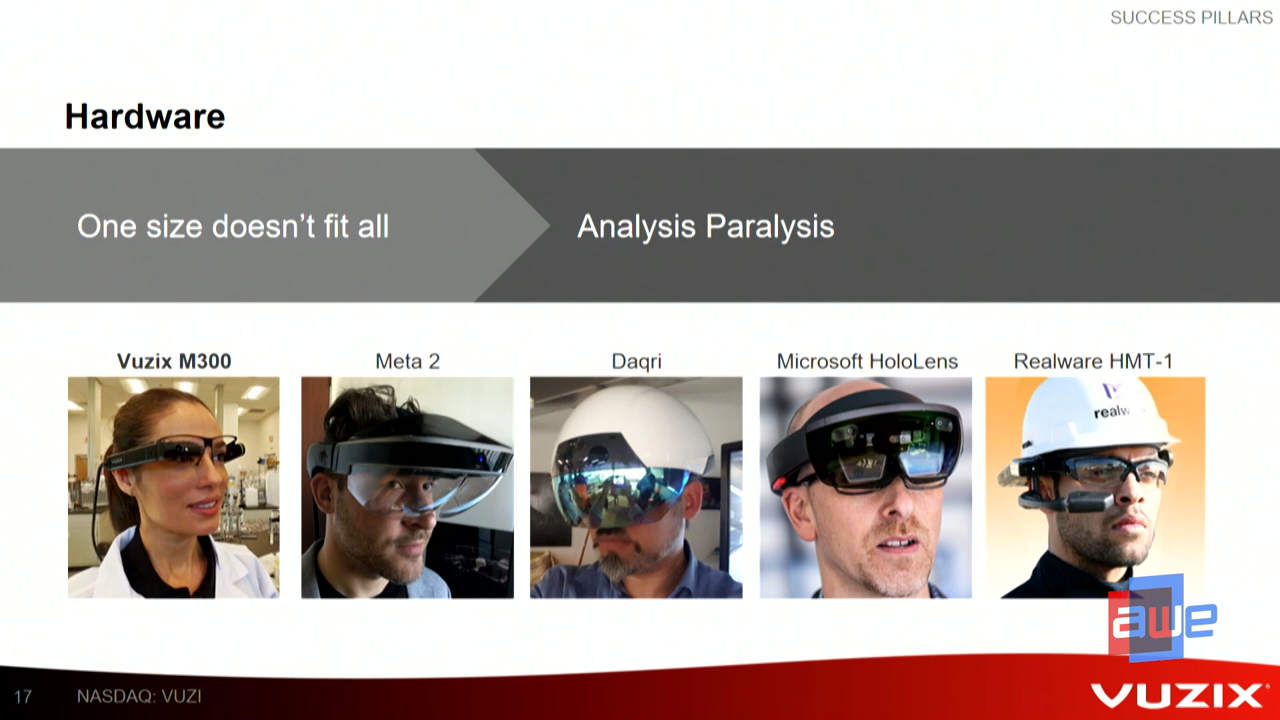 SUCCESS PILLARS
Hardware
One size doesn't fit all
Analysis Paralysis
Vuzix M300
Meta 2
Daqri
Microsoft HoloLens
Realware HMT-1
realw
awe
17
NASDAQ: VUZI
VUZIX